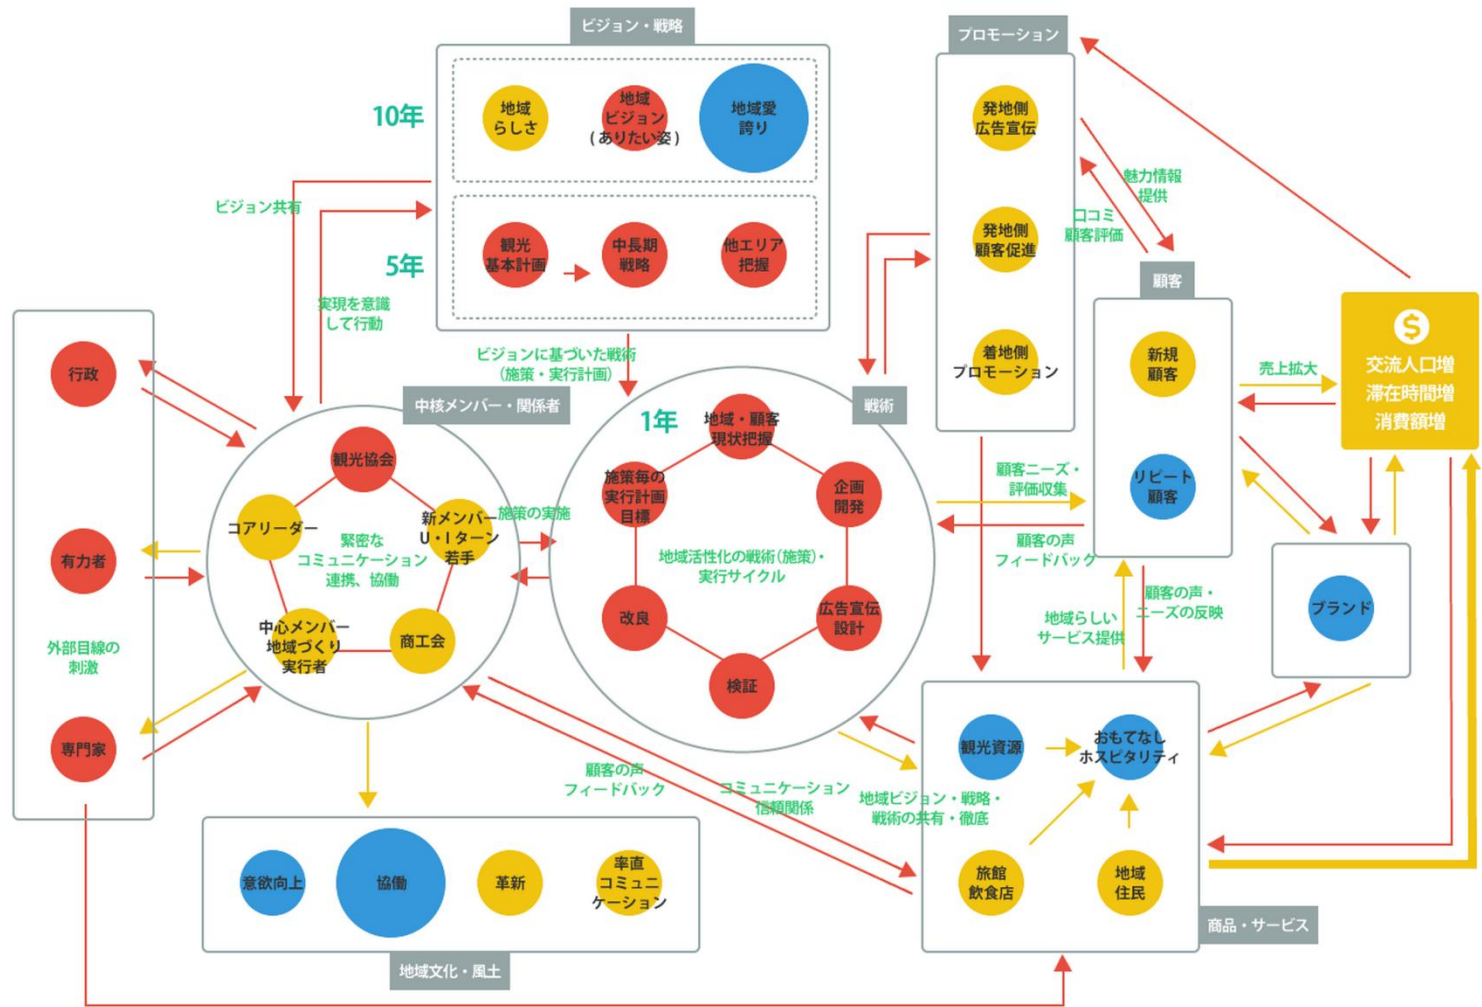 ビジョン・戦略
10年
地域
らしさ
地域
ビジョン
(ありたい姿)
地域愛
誇り
5年
観光
基本計画
中長期
戦略
他エリア
把握
プロモーション
発地側
広告宣伝
発地側
顧客促進
着地側
プロモーション
魅力情報
提供
口コミ
顧客評価
顧客
新規
顧客
リピート
顧客
売上拡大
$
交流人口増
滞在時間増
消費額増
ビジョン共有
実現を意識
して行動
ビジョンに基づいた戦術
(施策・実行計画)
行政
有力者
外部目線の
刺激
専門家
中核メンバー・関係者
観光協会
コアリーダー
新メンバー
U・Iターン
若手
緊密な
コミュニケーション
連携、協働
中心メンバー
地域づくり
実行者
商工会
施策の実施
戦術
1年
地域・顧客
現状把握
施策毎の
実行計画
目標
企画
開発
地域活性化の戦術(施策)・
実行サイクル
改良
広告宣伝
設計
検証
顧客ニーズ・
評価収集
顧客の声
フィードバック
地域らしい
サービス提供
顧客の声・
ニーズの反映
ブランド
顧客の声
フィードバック
コミュニケーション
信頼関係
地域ビジョン・戦略・
戦術の共有・徹底
観光資源
おもてなし
ホスピタリティ
旅館
飲食店
地域
住民
商品・サービス
意欲向上
協働
革新
率直
コミュニ
ケーション
地域文化・風土